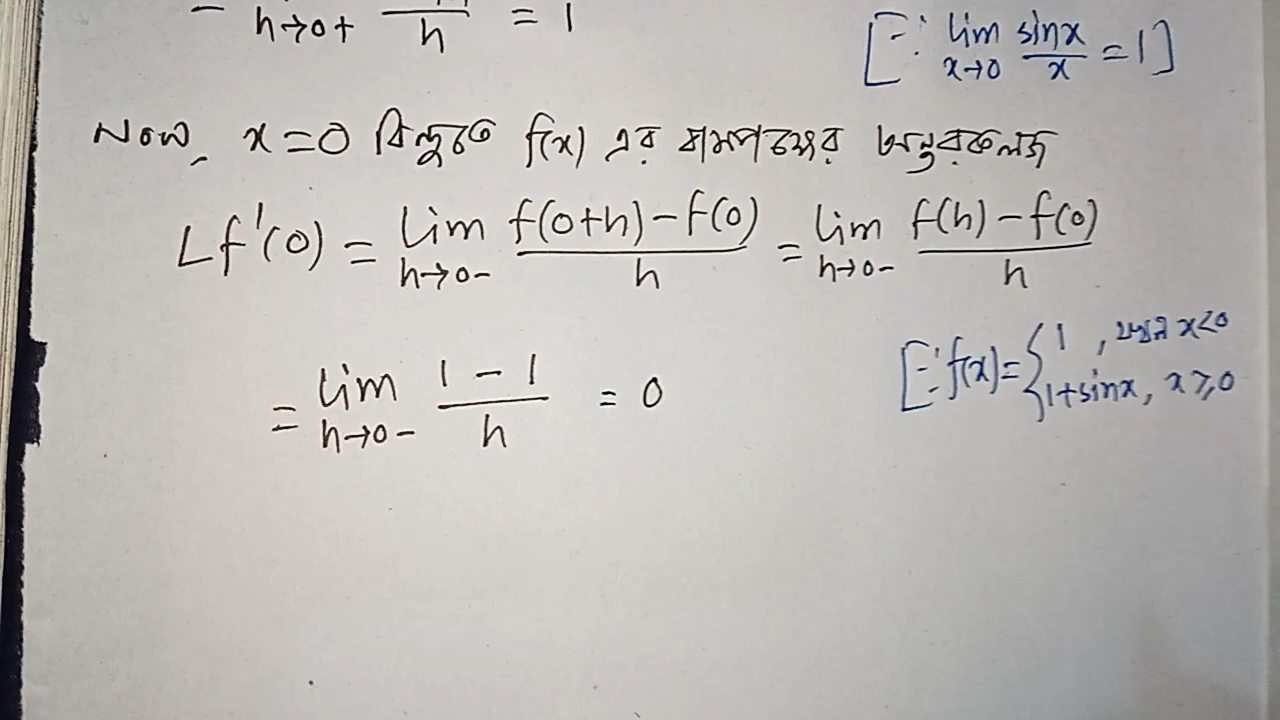 lim h→0+ ── h = 1
[∵ lim x→0 sinx/x = 1]
Now, x=0 বিন্দুতে f(x) এর বামপক্ষের অন্তরকলজ
Lf'(0) = lim h→0- f(0+h)-f(0)/h = lim h→0- f(h)-f(0)/h
[∵ f(x)={1 , যখন x<0
1+sinx, x≥0
= lim h→0- 1-1/h = 0